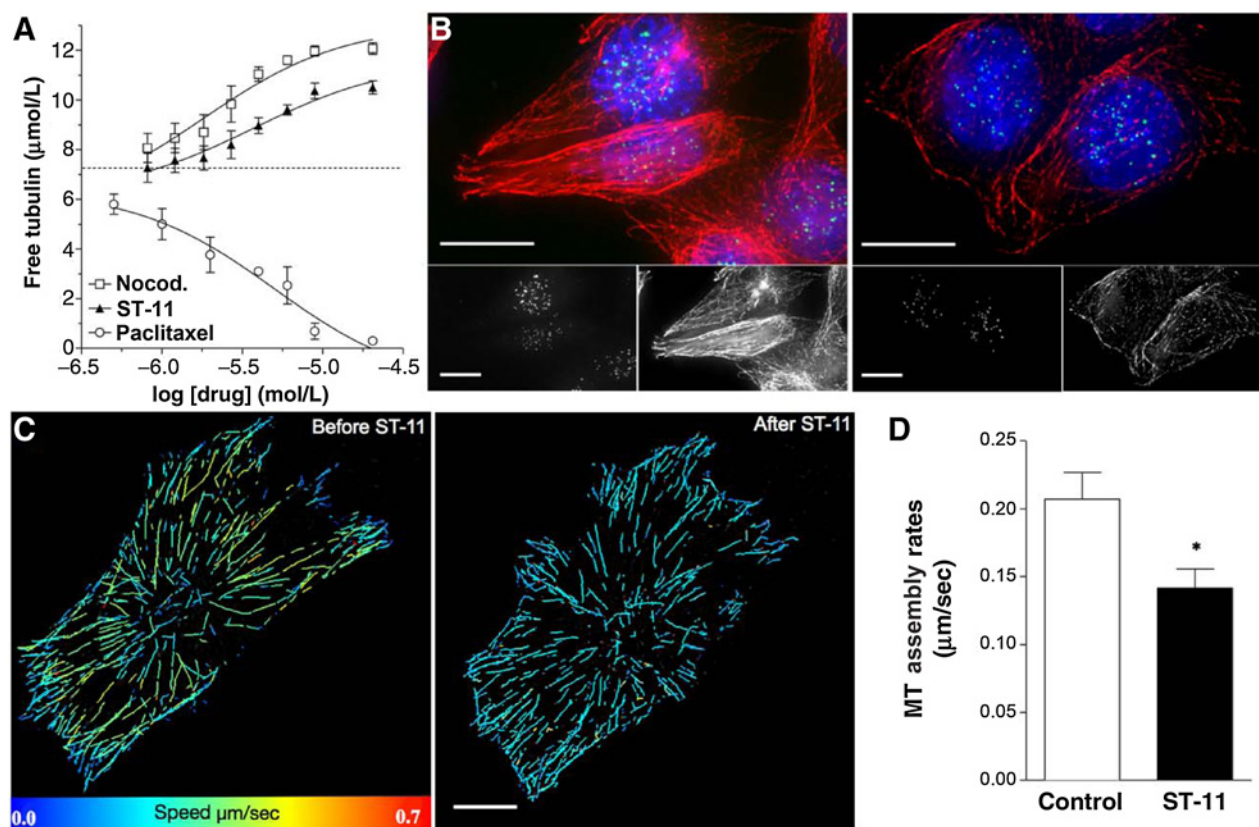 A
Free tubulin (μmol/L)
12
10
8
6
4
2
0
Nocod.
ST-11
Paclitaxel
−6.5 −6.0 −5.5 −5.0 −4.5
log [drug] (mol/L)
B
C
Before ST-11
After ST-11
0.0 Speed μm/sec 0.7
D
MT assembly rates
(μm/sec)
0.25
0.20
0.15
0.10
0.05
0.00
*
Control ST-11